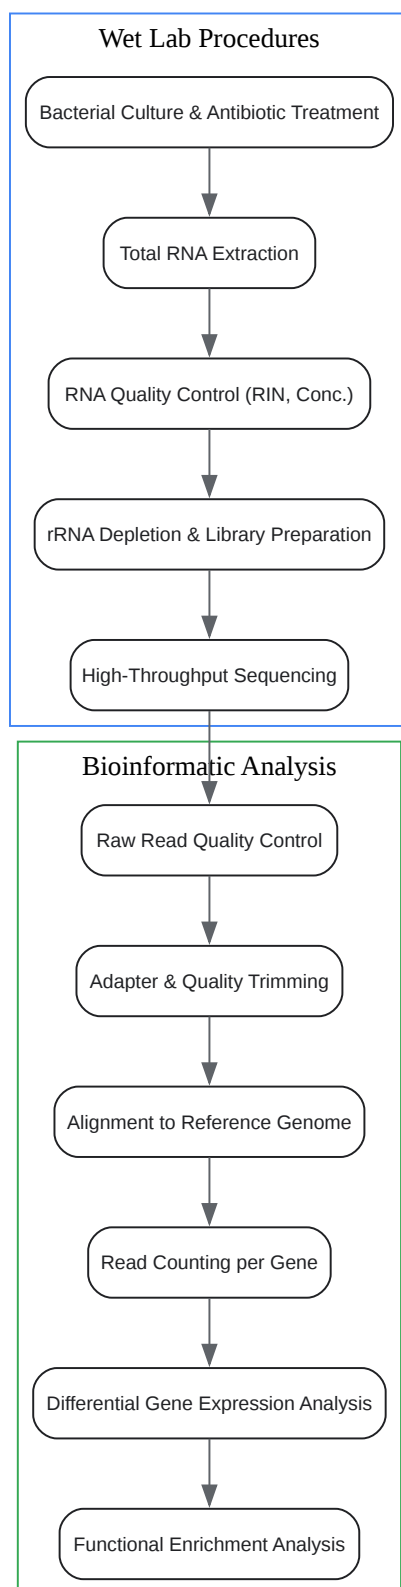 Wet Lab Procedures
Bacterial Culture & Antibiotic Treatment
Total RNA Extraction
RNA Quality Control (RIN, Conc.)
rRNA Depletion & Library Preparation
High-Throughput Sequencing
Bioinformatic Analysis
Raw Read Quality Control
Adapter & Quality Trimming
Alignment to Reference Genome
Read Counting per Gene
Differential Gene Expression Analysis
Functional Enrichment Analysis